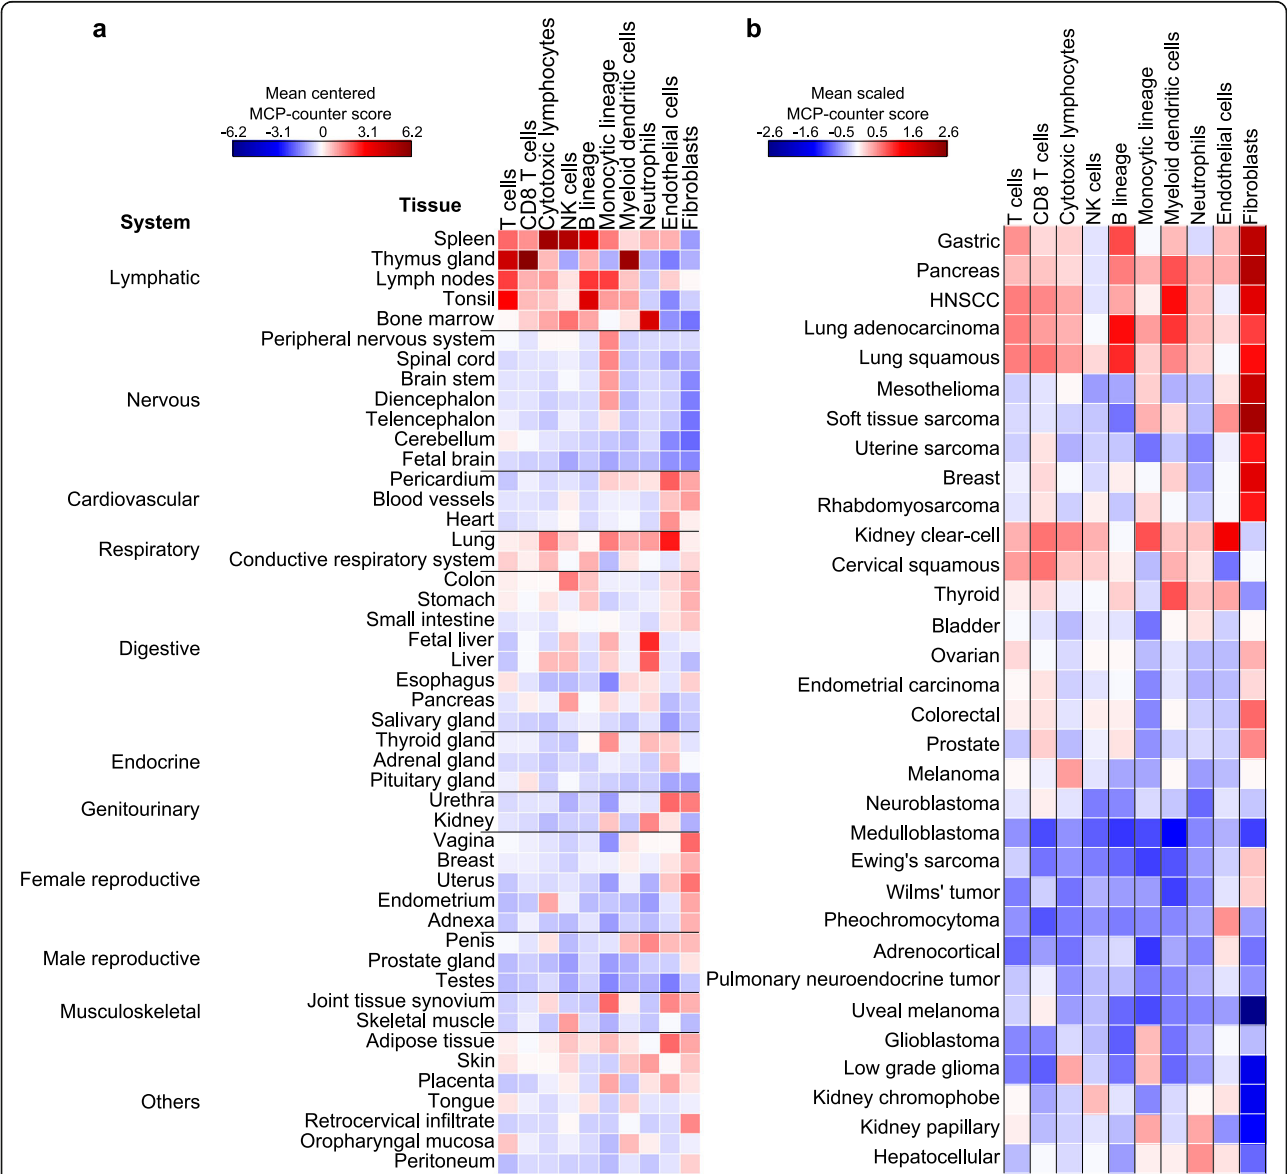 a
Mean centered
MCP-counter score
-6.2 -3.1 0 3.1 6.2
T cells
CD8 T cells
Cytotoxic lymphocytes
NK cells
B lineage
Monocytic lineage
Myeloid dendritic cells
Neutrophils
Endothelial cells
Fibroblasts
System
Tissue
Lymphatic
Spleen
Thymus gland
Lymph nodes
Tonsil
Bone marrow
Nervous
Peripheral nervous system
Spinal cord
Brain stem
Diencephalon
Telencephalon
Cerebellum
Fetal brain
Cardiovascular
Pericardium
Blood vessels
Heart
Respiratory
Lung
Conductive respiratory system
Digestive
Colon
Stomach
Small intestine
Fetal liver
Liver
Esophagus
Pancreas
Salivary gland
Endocrine
Thyroid gland
Adrenal gland
Pituitary gland
Genitourinary
Urethra
Kidney
Female reproductive
Vagina
Breast
Uterus
Endometrium
Adnexa
Male reproductive
Penis
Prostate gland
Testes
Musculoskeletal
Joint tissue synovium
Skeletal muscle
Others
Adipose tissue
Skin
Placenta
Tongue
Retrocervical infiltrate
Oropharyngal mucosa
Peritoneum
b
Mean scaled
MCP-counter score
-2.6 -1.6 -0.5 0.5 1.6 2.6
T cells
CD8 T cells
Cytotoxic lymphocytes
NK cells
B lineage
Monocytic lineage
Myeloid dendritic cells
Neutrophils
Endothelial cells
Fibroblasts
Gastric
Pancreas
HNSCC
Lung adenocarcinoma
Lung squamous
Mesothelioma
Soft tissue sarcoma
Uterine sarcoma
Breast
Rhabdomyosarcoma
Kidney clear-cell
Cervical squamous
Thyroid
Bladder
Ovarian
Endometrial carcinoma
Colorectal
Prostate
Melanoma
Neuroblastoma
Medulloblastoma
Ewing's sarcoma
Wilms' tumor
Pheochromocytoma
Adrenocortical
Pulmonary neuroendocrine tumor
Uveal melanoma
Glioblastoma
Low grade glioma
Kidney chromophobe
Kidney papillary
Hepatocellular